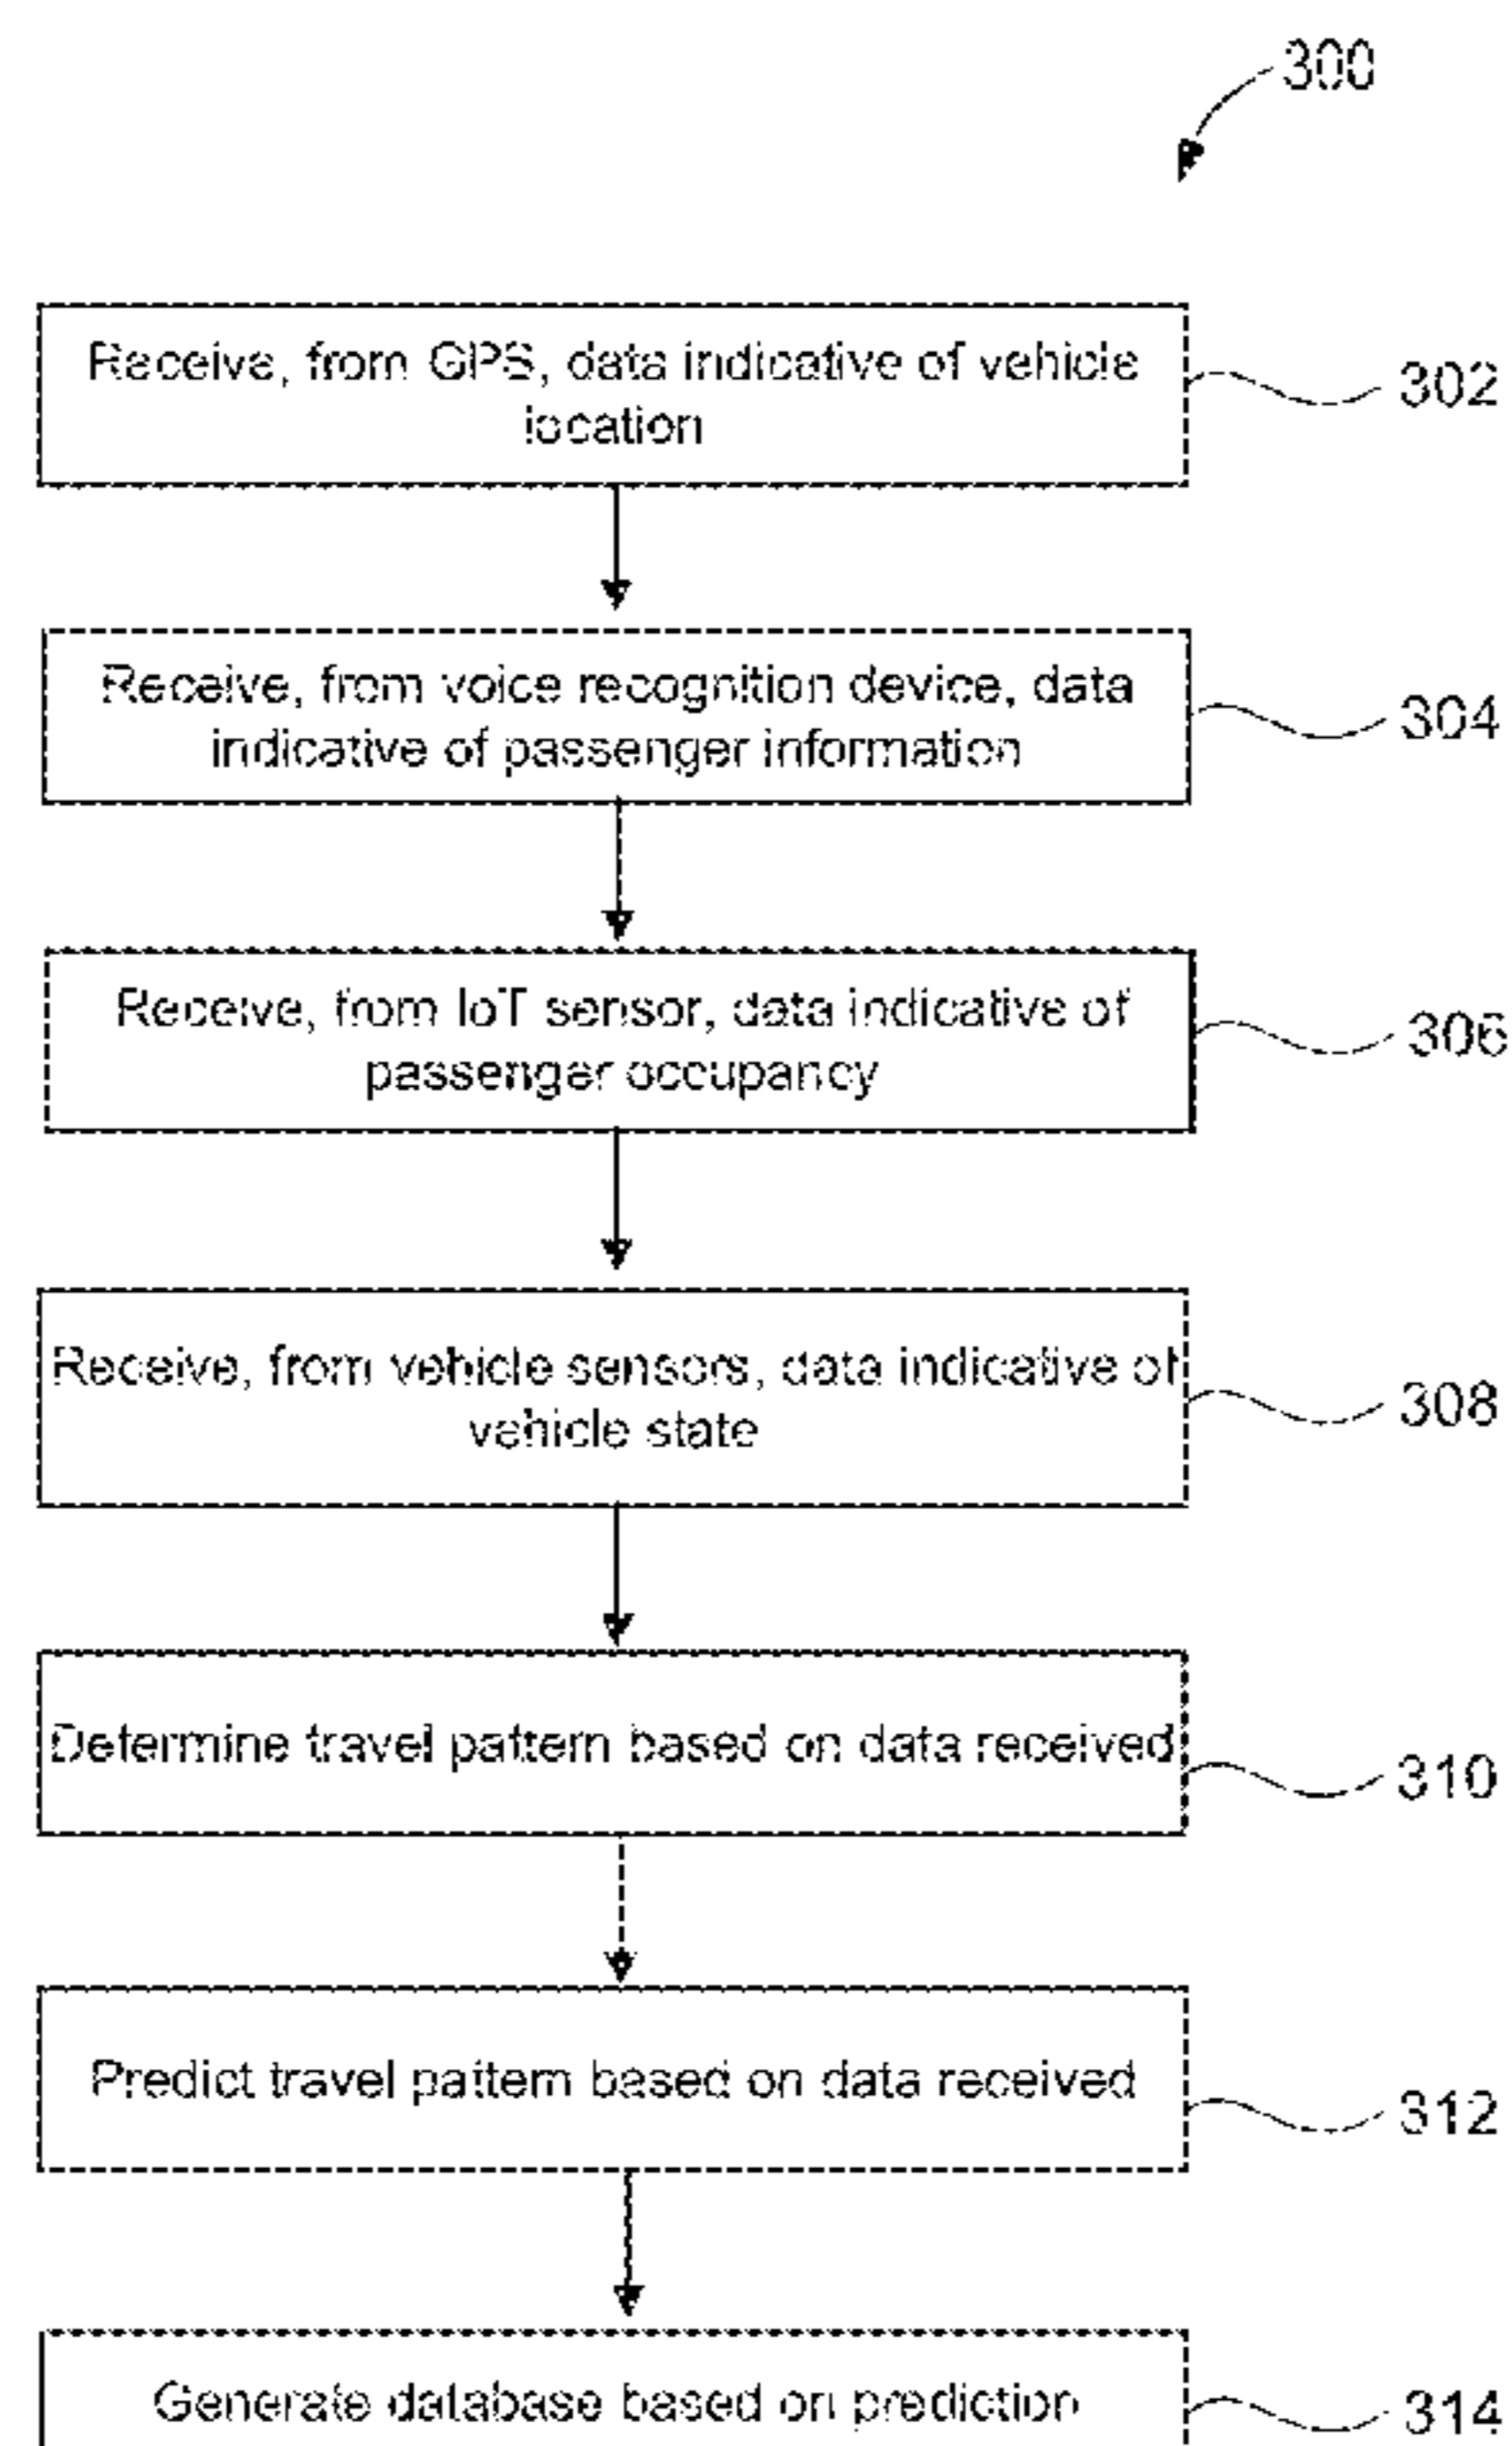 300
Receive, from GPS, data indicative of vehicle
location
302
Receive, from voice recognition device, data
indicative of passenger information
304
Receive, from IoT sensor, data indicative of
passenger occupancy
306
Receive, from vehicle sensors, data indicative of
vehicle state
308
Determine travel pattern based on data received
310
Predict travel pattern based on data received
312
Generate database based on prediction
314